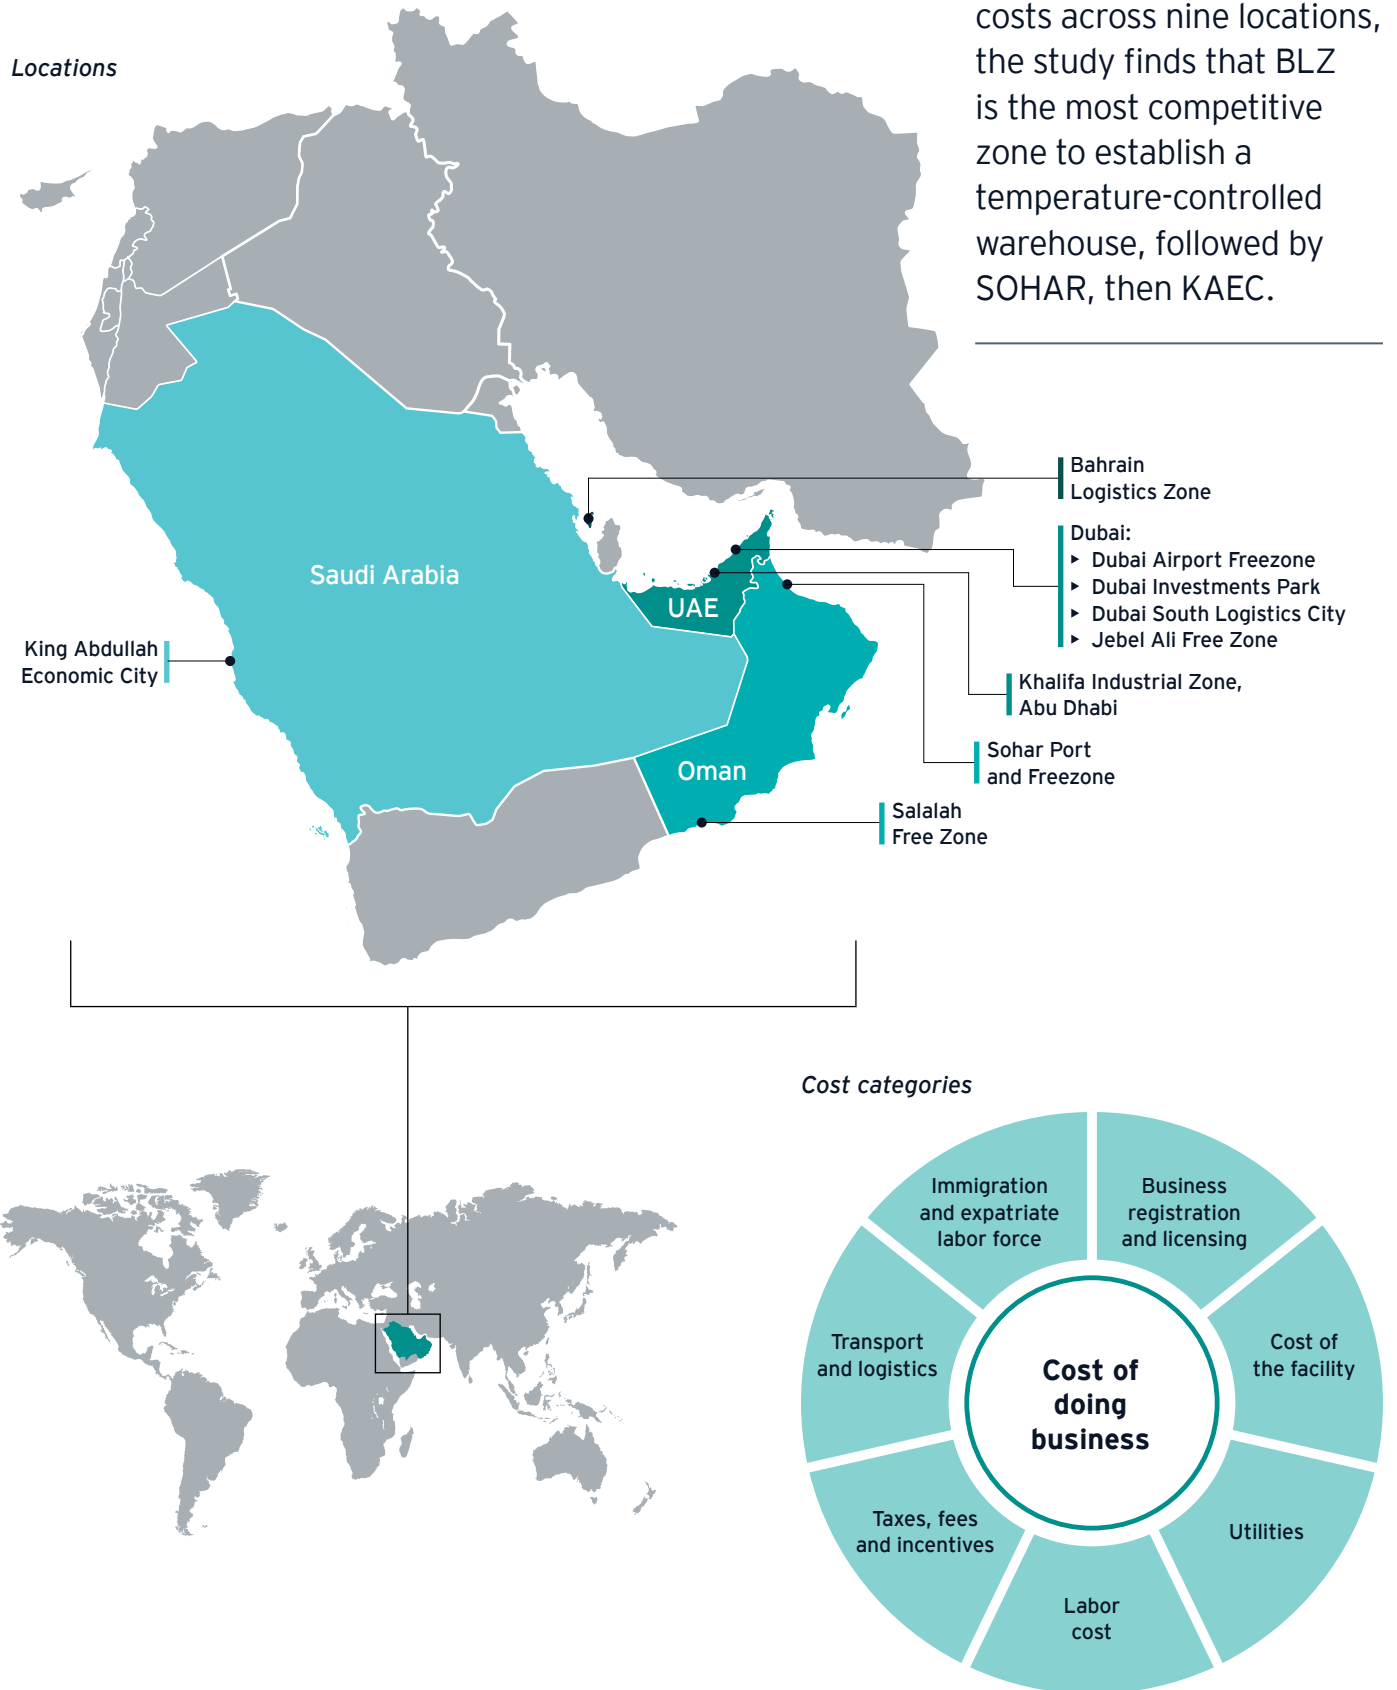 costs across nine locations,
the study finds that BLZ
is the most competitive
zone to establish a
temperature-controlled
warehouse, followed by
SOHAR, then KAEC.
Locations
Bahrain
Logistics Zone
Dubai:
‣ Dubai Airport Freezone
‣ Dubai Investments Park
‣ Dubai South Logistics City
‣ Jebel Ali Free Zone
Saudi Arabia
UAE
King Abdullah
Economic City
Khalifa Industrial Zone,
Abu Dhabi
Sohar Port
and Freezone
Oman
Salalah
Free Zone
Cost categories
Immigration
and expatriate
labor force
Business
registration
and licensing
Transport
and logistics
Cost of
the facility
Cost of
doing
business
Taxes, fees
and incentives
Utilities
Labor
cost